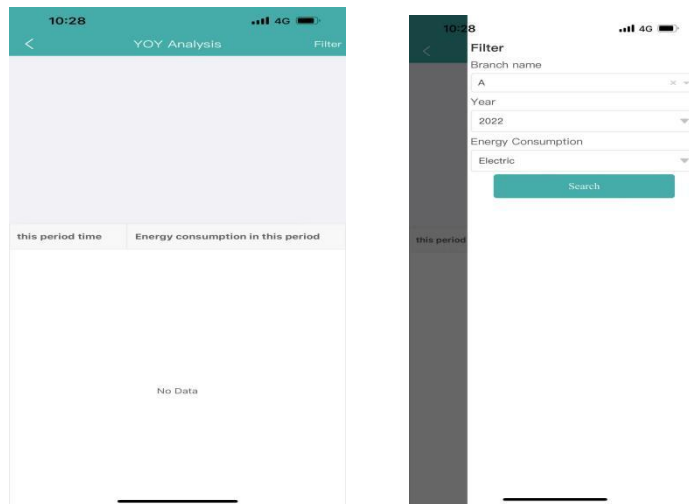 10:28
4G
YOY Analysis
Filter
this period time
Energy consumption in this period
No Data
10:28
4G
Filter
Branch name
A
Year
2022
Energy Consumption
Electric
Search
this period